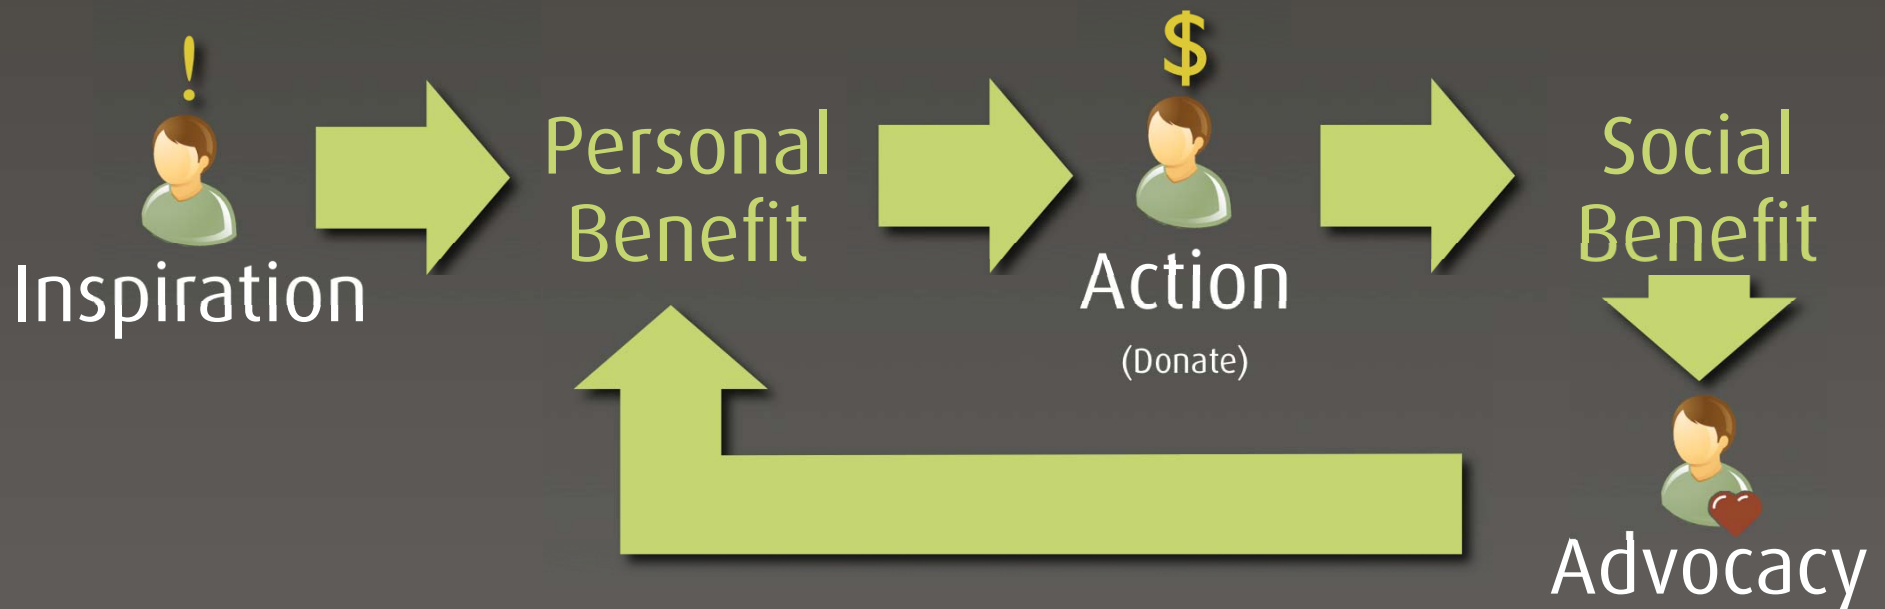 !
Inspiration
Personal
Benefit
$
Action
(Donate)
Social
Benefit
Advocacy